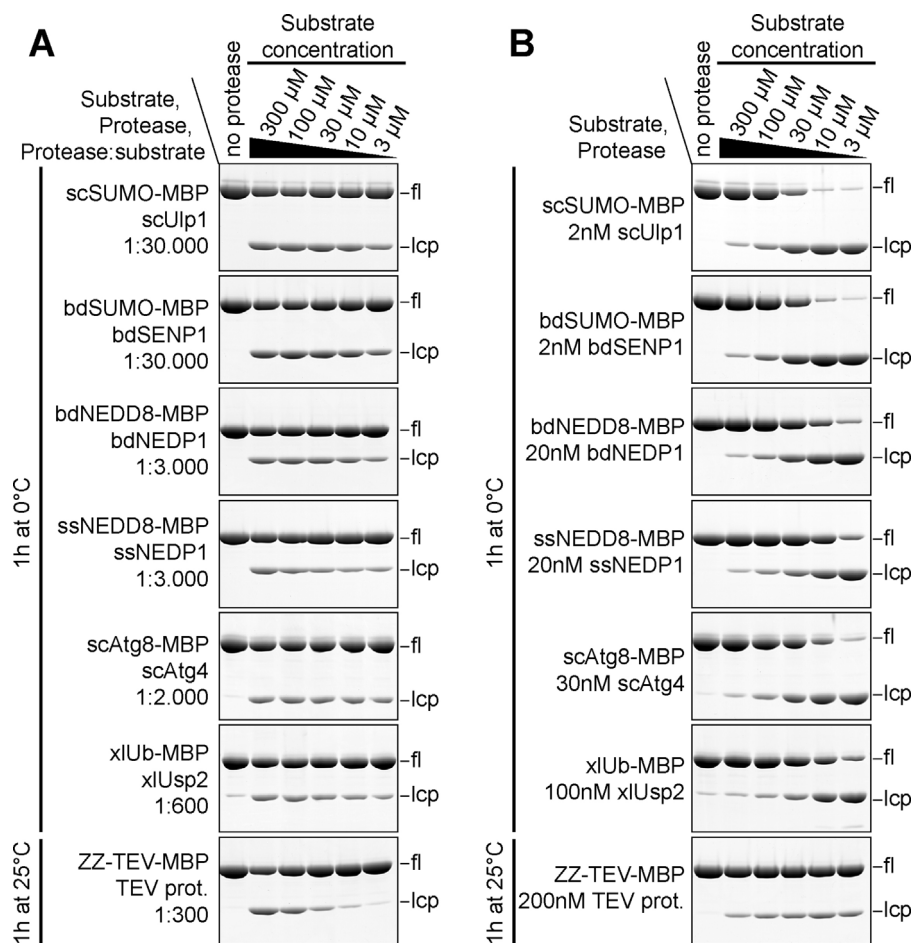 A
Substrate
concentration
no protease
300 µM
100 µM
30 µM
10 µM
3 µM
Substrate,
Protease,
Protease:substrate
1h at 0°C
scSUMO-MBP
scUlp1
1:30.000
–fl
–lcp
bdSUMO-MBP
bdSENP1
1:30.000
–fl
–lcp
bdNEDD8-MBP
bdNEDP1
1:3.000
–fl
–lcp
ssNEDD8-MBP
ssNEDP1
1:3.000
–fl
–lcp
scAtg8-MBP
scAtg4
1:2.000
–fl
–lcp
xlUb-MBP
xlUsp2
1:600
–fl
–lcp
1h at 25°C
ZZ-TEV-MBP
TEV prot.
1:300
–fl
–lcp
B
Substrate
concentration
no protease
300 µM
100 µM
30 µM
10 µM
3 µM
Substrate,
Protease
1h at 0°C
scSUMO-MBP
2nM scUlp1
–fl
–lcp
bdSUMO-MBP
2nM bdSENP1
–fl
–lcp
bdNEDD8-MBP
20nM bdNEDP1
–fl
–lcp
ssNEDD8-MBP
20nM ssNEDP1
–fl
–lcp
scAtg8-MBP
30nM scAtg4
–fl
–lcp
xlUb-MBP
100nM xlUsp2
–fl
–lcp
1h at 25°C
ZZ-TEV-MBP
200nM TEV prot.
–fl
–lcp